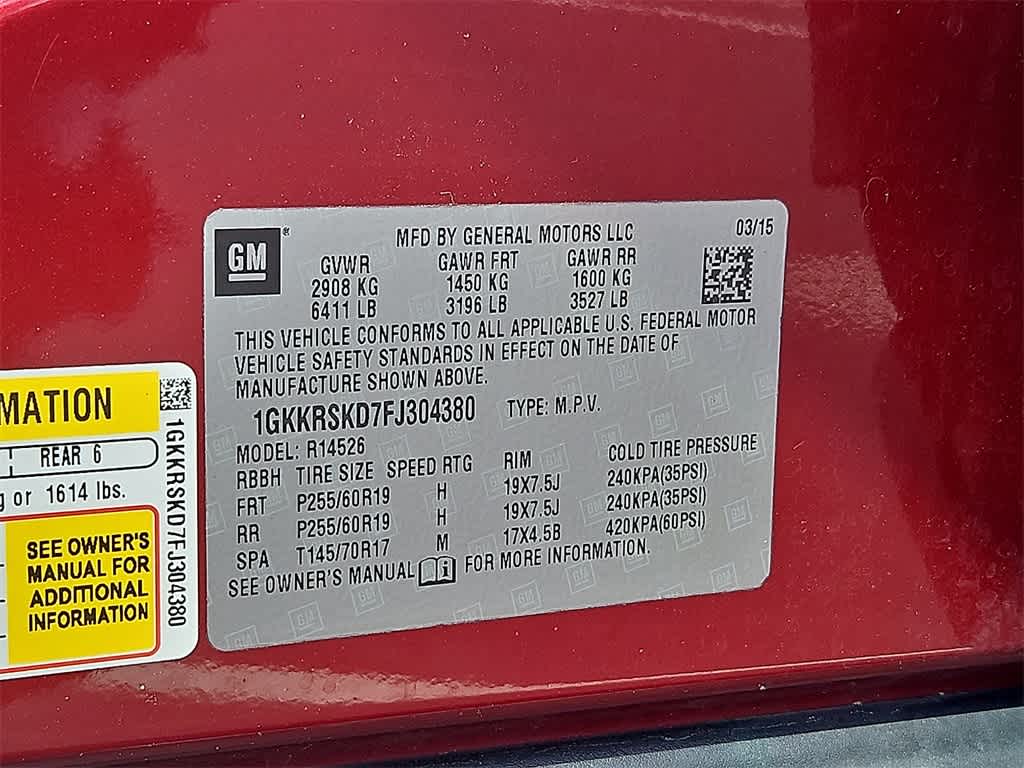 GM®
MFD BY GENERAL MOTORS LLC 03/15
GVWR GAWR FRT GAWR RR
2908 KG 1450 KG 1600 KG
6411 LB 3196 LB 3527 LB
THIS VEHICLE CONFORMS TO ALL APPLICABLE U.S. FEDERAL MOTOR
VEHICLE SAFETY STANDARDS IN EFFECT ON THE DATE OF
MANUFACTURE SHOWN ABOVE.
1GKKRSKD7FJ304380 TYPE: M.P.V.
MODEL: R14526
RBBH TIRE SIZE SPEED RTG RIM COLD TIRE PRESSURE
FRT P255/60R19 H 19X7.5J 240KPA(35PSI)
RR P255/60R19 H 19X7.5J 240KPA(35PSI)
SPA T145/70R17 M 17X4.5B 420KPA(60PSI)
SEE OWNER'S MANUAL FOR MORE INFORMATION.
MATION
REAR 6
g or 1614 lbs.
SEE OWNER'S
MANUAL FOR
ADDITIONAL
INFORMATION
1GKKRSKD7FJ304380